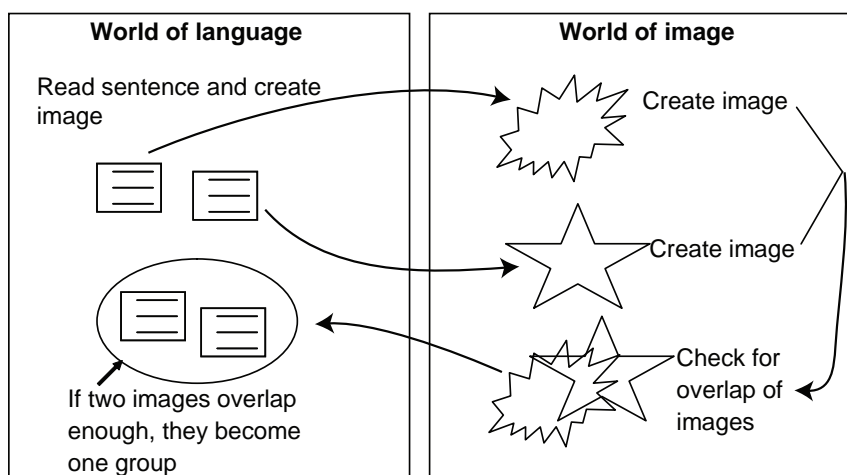 World of language
Read sentence and create
image
If two images overlap
enough, they become
one group
World of image
Create image
Create image
Check for
overlap of
images